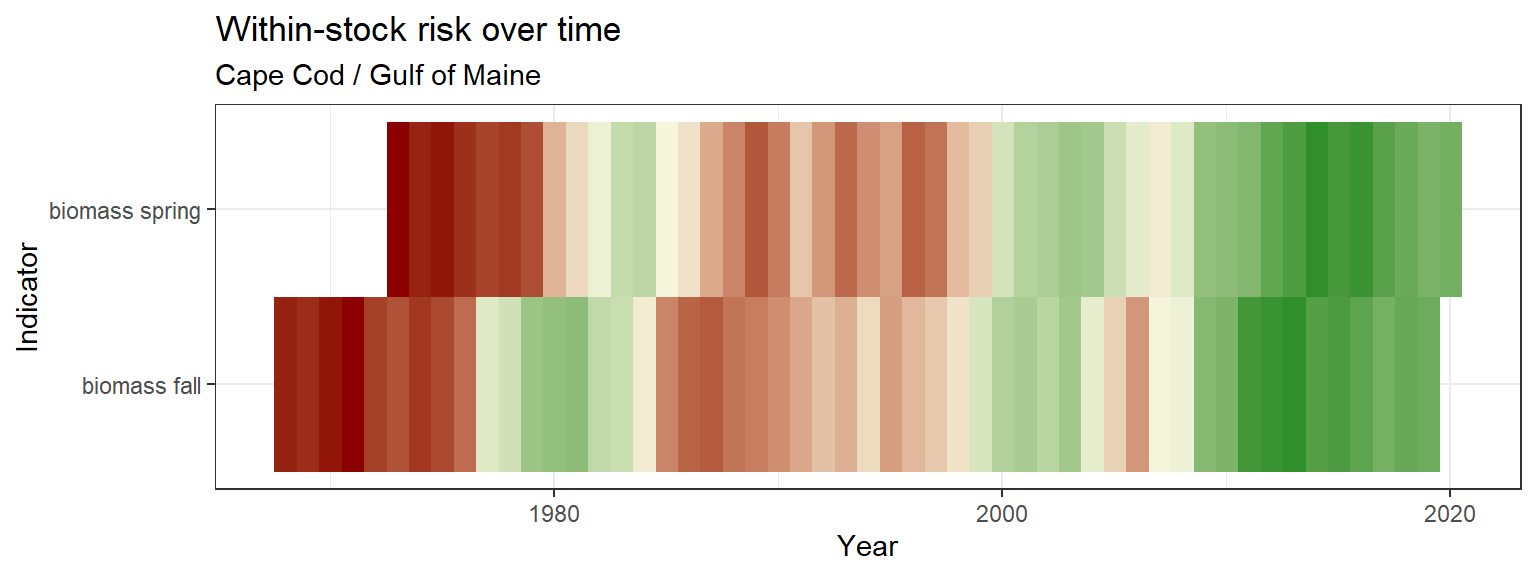 Within-stock risk over time
Cape Cod / Gulf of Maine
biomass spring
biomass fall
Indicator
1980
2000
2020
Year